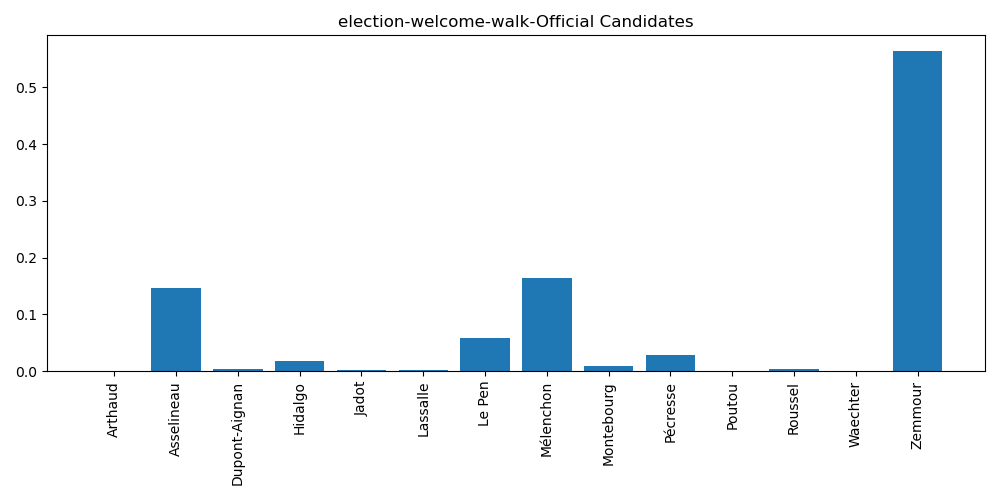 election-welcome-walk-Official Candidates
0.5
0.4
0.3
0.2
0.1
0.0
Arthaud
Asselineau
Dupont-Aignan
Hidalgo
Jadot
Lassalle
Le Pen
Mélenchon
Montebourg
Pécresse
Poutou
Roussel
Waechter
Zemmour